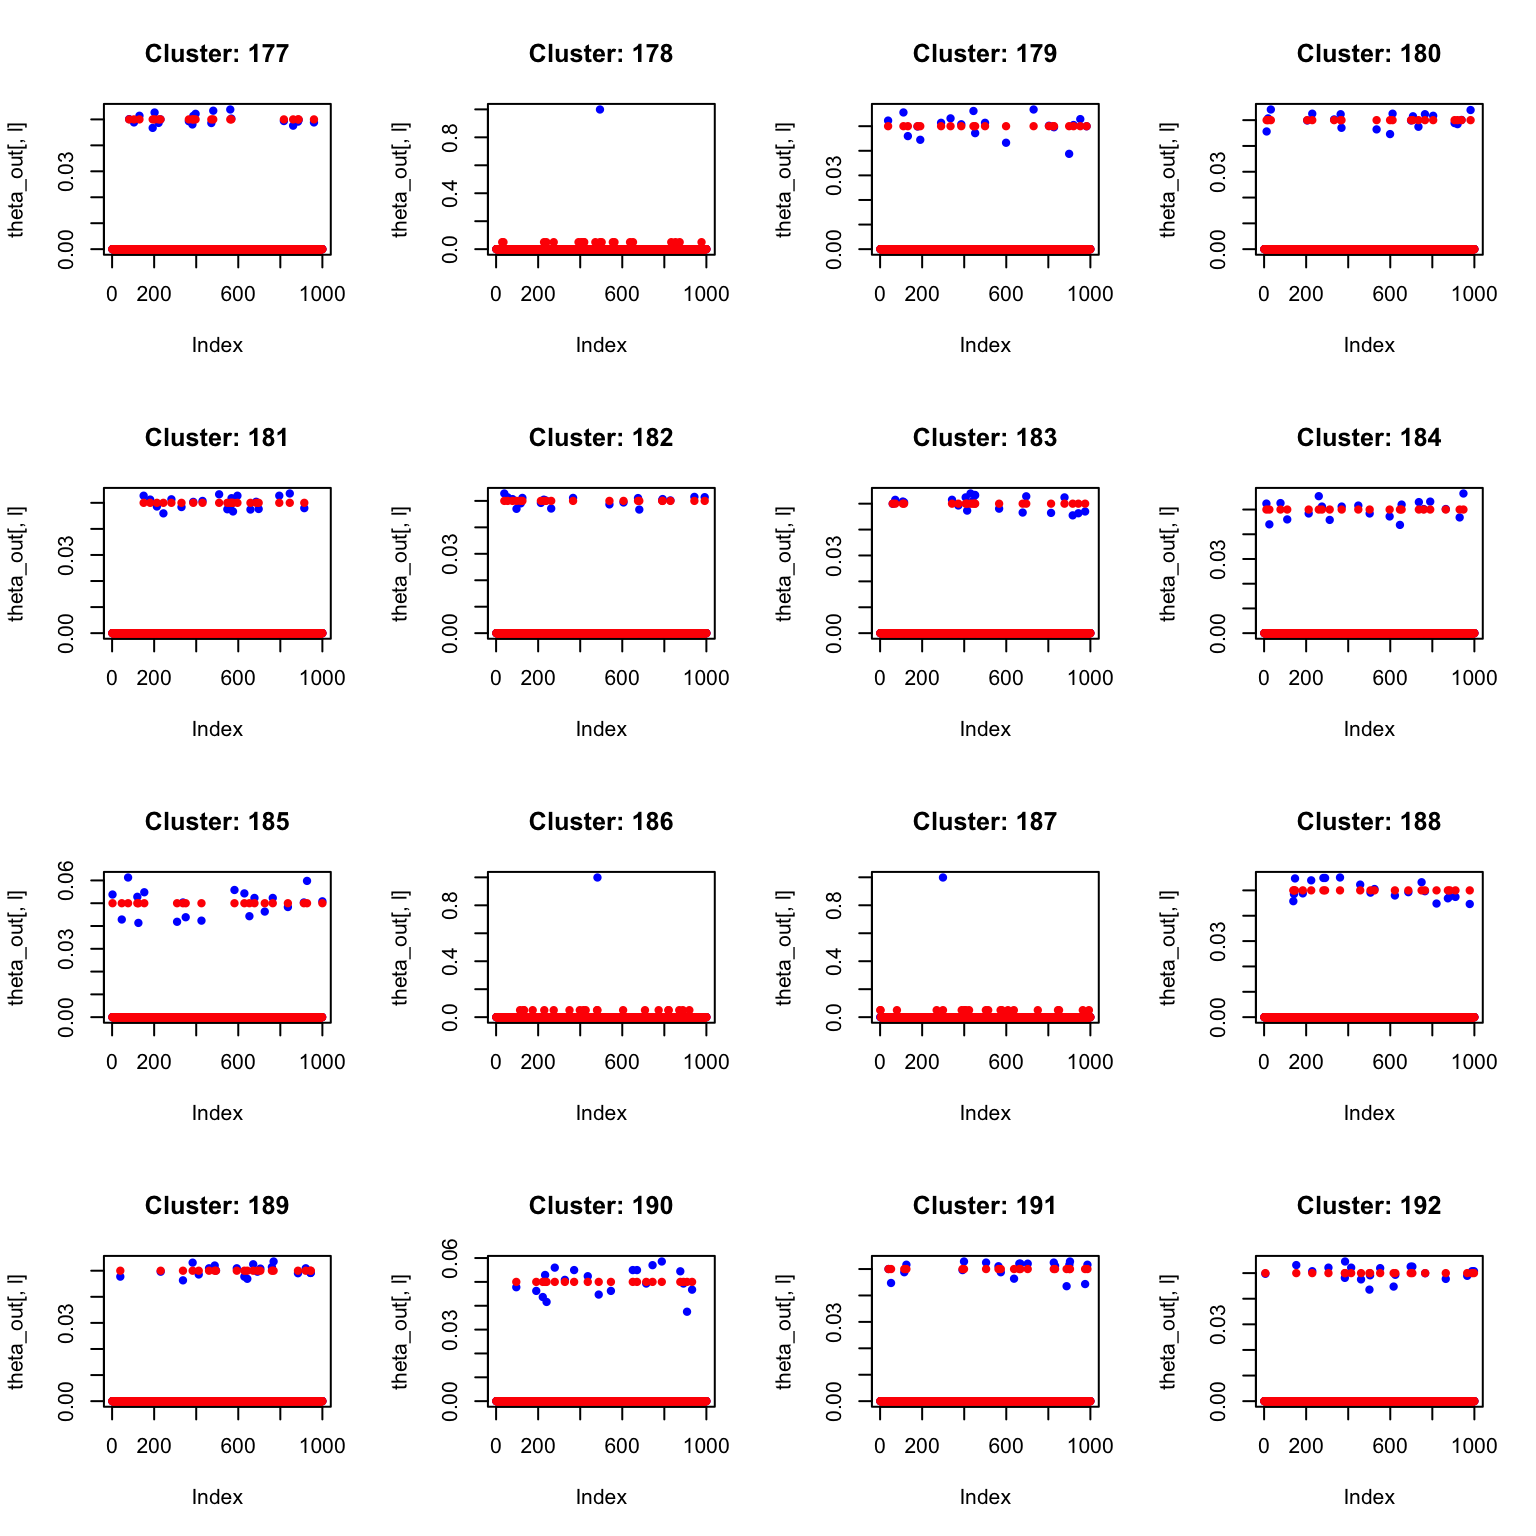 Cluster: 177
theta_out[, l]
0.00 0.03
0 200 600 1000
Index
Cluster: 178
theta_out[, l]
0.0 0.4 0.8
0 200 600 1000
Index
Cluster: 179
theta_out[, l]
0.00 0.03
0 200 600 1000
Index
Cluster: 180
theta_out[, l]
0.00 0.03
0 200 600 1000
Index
Cluster: 181
theta_out[, l]
0.00 0.03
0 200 600 1000
Index
Cluster: 182
theta_out[, l]
0.00 0.03
0 200 600 1000
Index
Cluster: 183
theta_out[, l]
0.00 0.03
0 200 600 1000
Index
Cluster: 184
theta_out[, l]
0.00 0.03
0 200 600 1000
Index
Cluster: 185
theta_out[, l]
0.00 0.03 0.06
0 200 600 1000
Index
Cluster: 186
theta_out[, l]
0.0 0.4 0.8
0 200 600 1000
Index
Cluster: 187
theta_out[, l]
0.0 0.4 0.8
0 200 600 1000
Index
Cluster: 188
theta_out[, l]
0.00 0.03
0 200 600 1000
Index
Cluster: 189
theta_out[, l]
0.00 0.03
0 200 600 1000
Index
Cluster: 190
theta_out[, l]
0.00 0.03 0.06
0 200 600 1000
Index
Cluster: 191
theta_out[, l]
0.00 0.03
0 200 600 1000
Index
Cluster: 192
theta_out[, l]
0.00 0.03
0 200 600 1000
Index